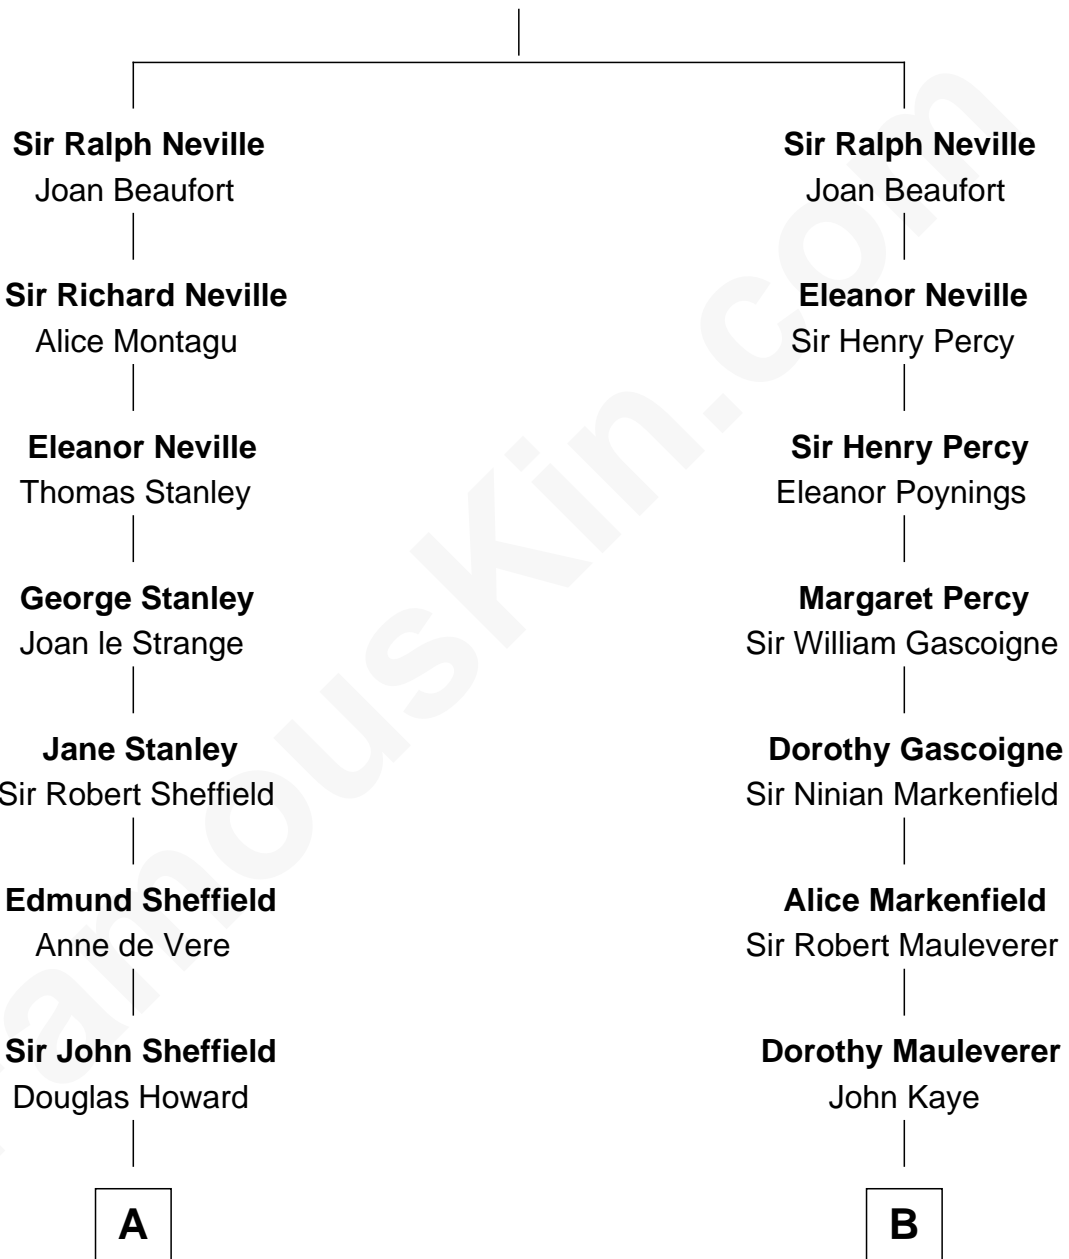 Sir Ralph Neville
Joan Beaufort
Sir Richard Neville
Alice Montagu
Eleanor Neville
Thomas Stanley
George Stanley
Joan le Strange
Jane Stanley
Sir Robert Sheffield
Edmund Sheffield
Anne de Vere
Sir John Sheffield
Douglas Howard
A
Sir Ralph Neville
Joan Beaufort
Eleanor Neville
Sir Henry Percy
Sir Henry Percy
Eleanor Poynings
Margaret Percy
Sir William Gascoigne
Dorothy Gascoigne
Sir Ninian Markenfield
Alice Markenfield
Sir Robert Mauleverer
Dorothy Mauleverer
John Kaye
B
FamousKin.com